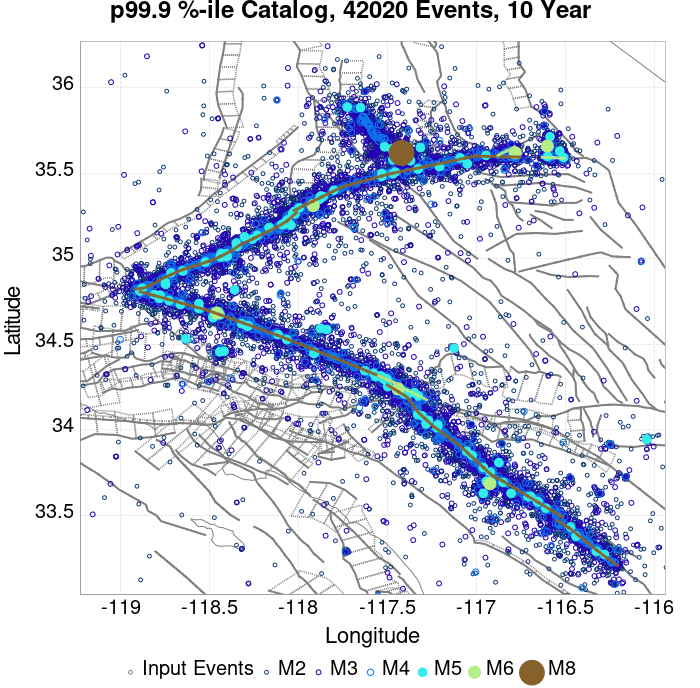 p99.9 %-ile Catalog, 42020 Events, 10 Year
36
35.5
35
34.5
34
33.5
Latitude
-119 -118.5 -118 -117.5 -117 -116.5 -116
Longitude
Input Events M2 M3 M4 M5 M6 M8